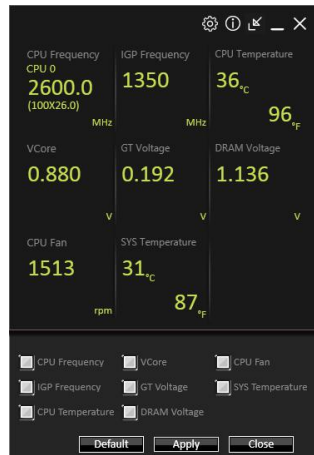 CPU Frequency
CPU 0
2600.0
(100X26.0)
MHz
IGP Frequency
1350
MHz
CPU Temperature
36°C
96°F
VCore
0.880
V
GT Voltage
0.192
V
DRAM Voltage
1.136
V
CPU Fan
1513
rpm
SYS Temperature
31°C
87°F
CPU Frequency
VCore
CPU Fan
IGP Frequency
GT Voltage
SYS Temperature
CPU Temperature
DRAM Voltage
Default
Apply
Close